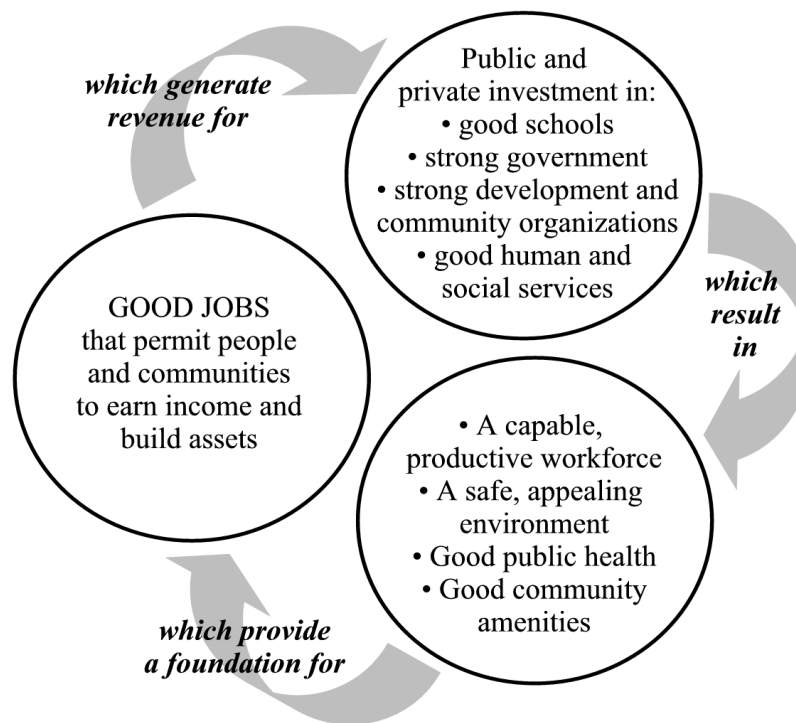 GOOD JOBS
that permit people
and communities
to earn income and
build assets
which generate
revenue for
Public and
private investment in:
• good schools
• strong government
• strong development and
community organizations
• good human and
social services
which
result
in
• A capable,
productive workforce
• A safe, appealing
environment
• Good public health
• Good community
amenities
which provide
a foundation for